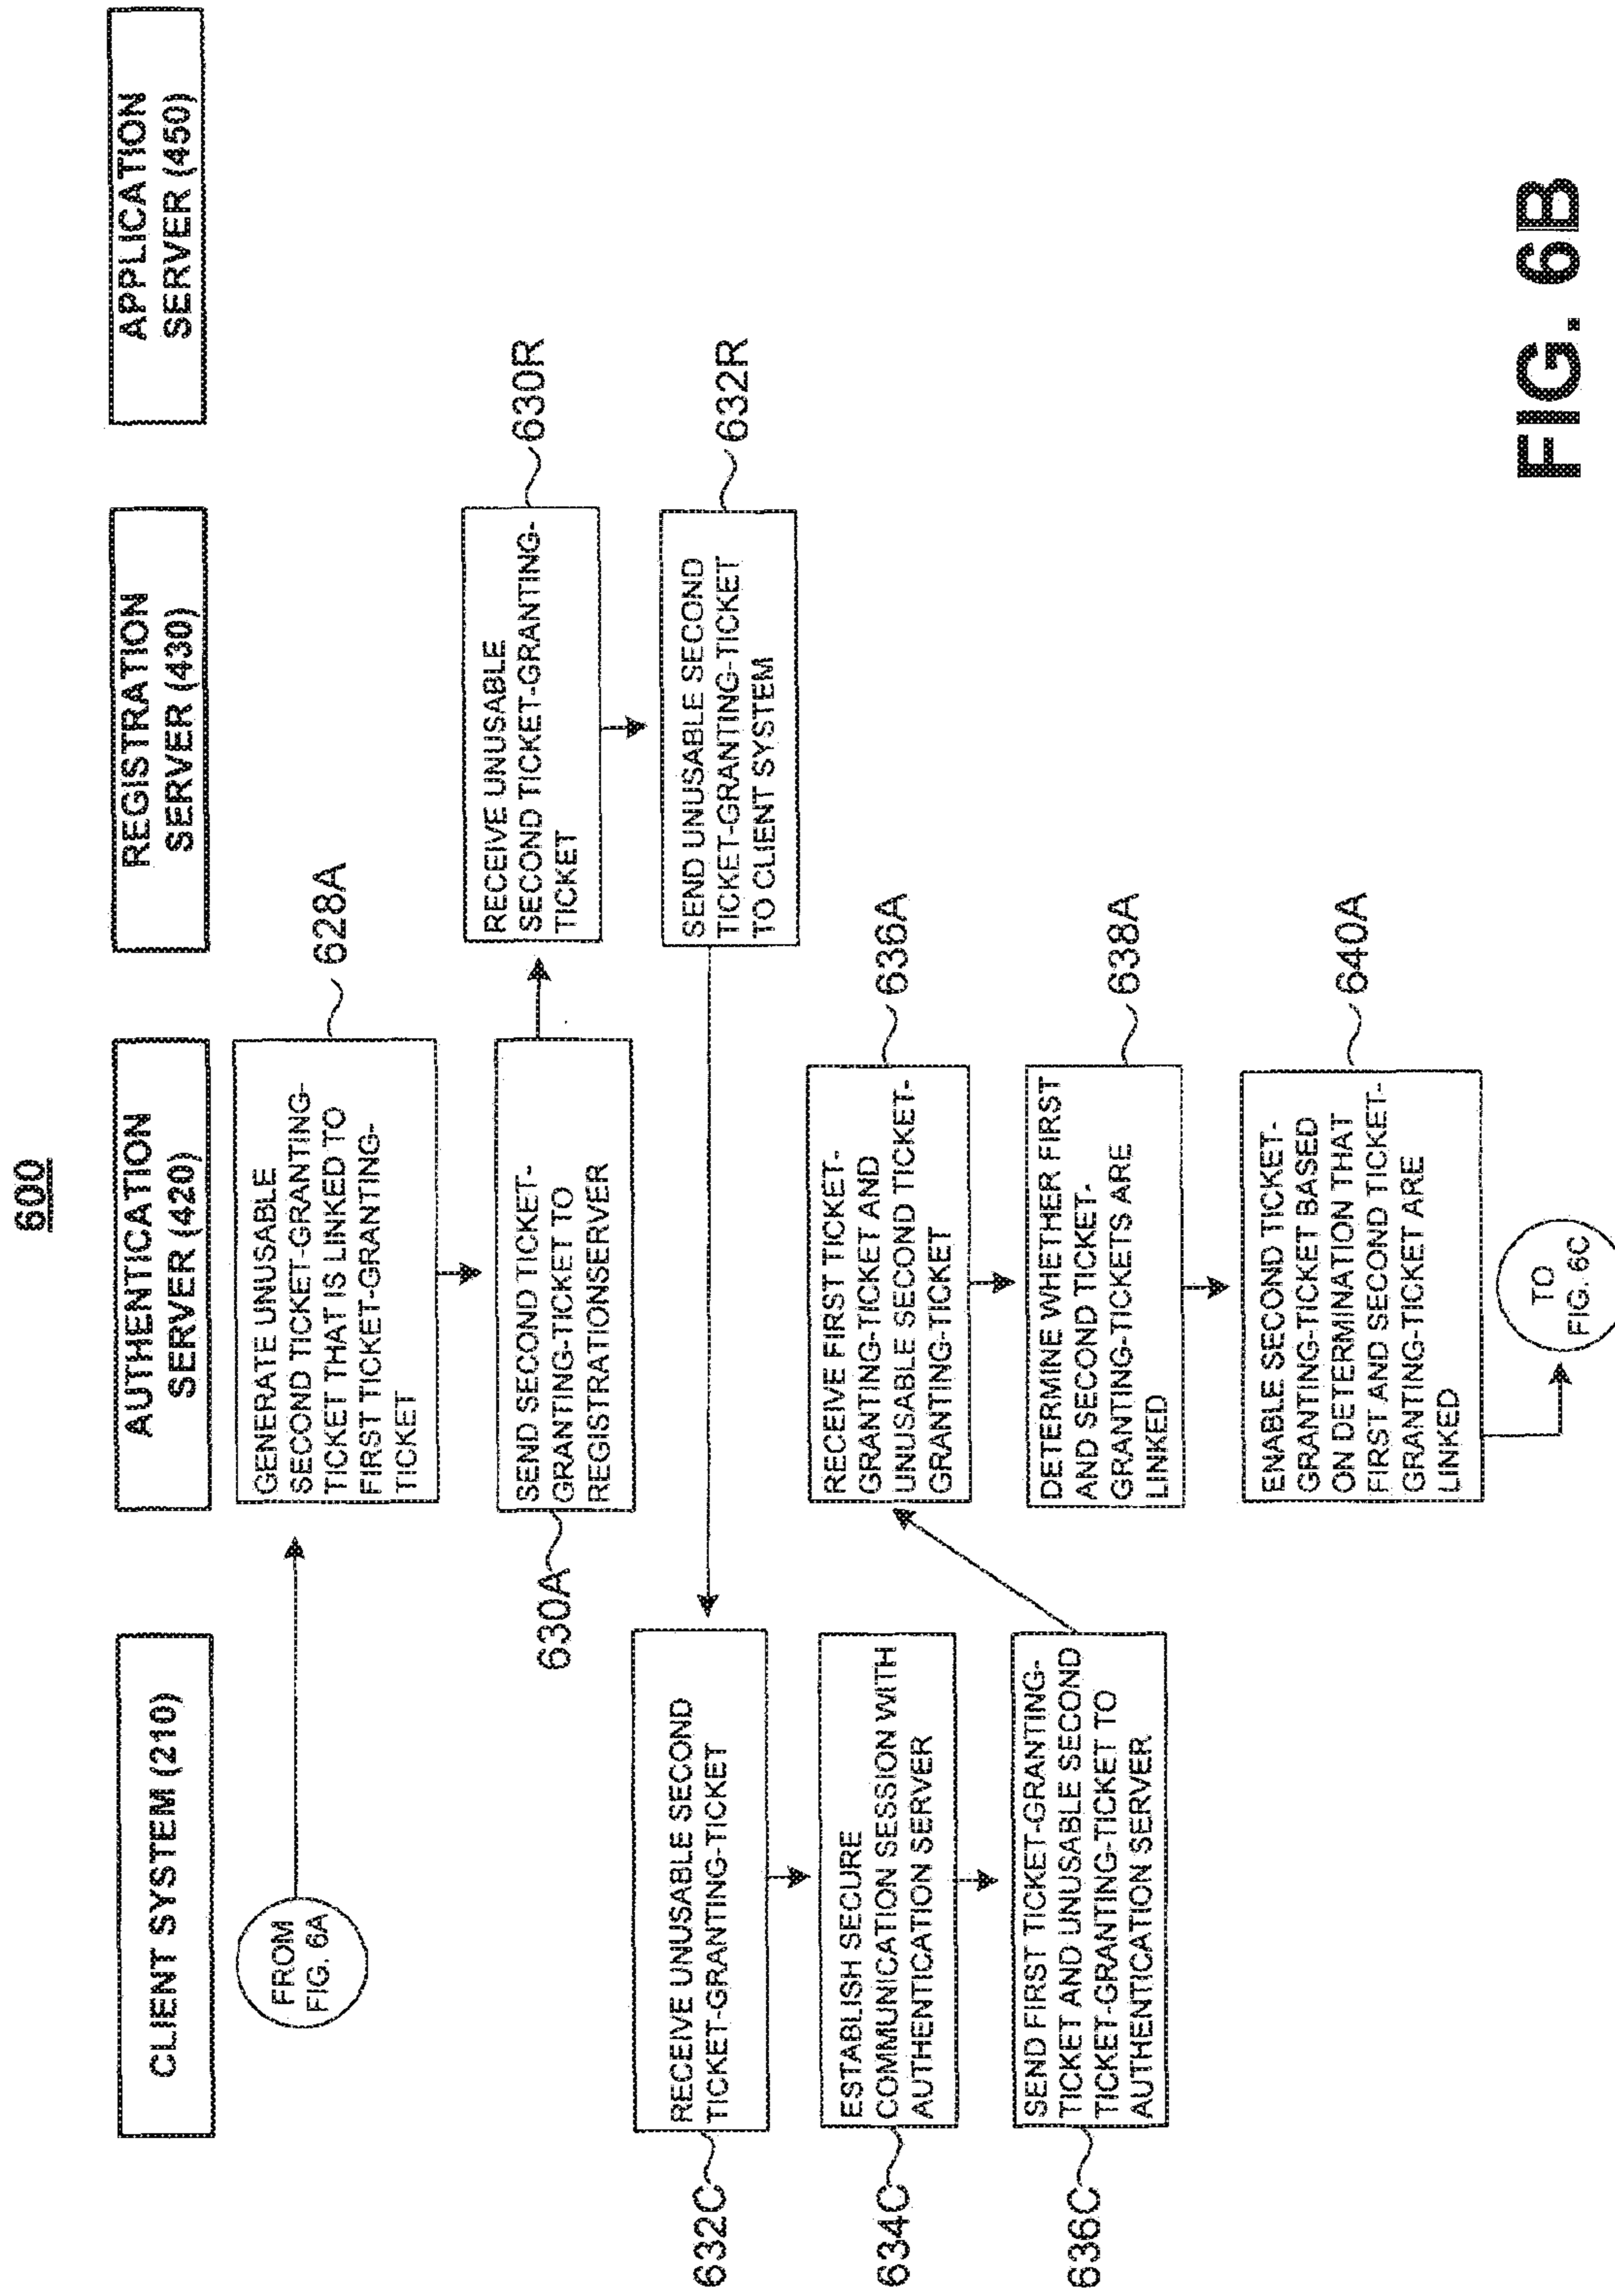 600
CLIENT SYSTEM (210)
AUTHENTICATION
SERVER (420)
REGISTRATION
SERVER (430)
APPLICATION
SERVER (450)
FROM
FIG. 6A
GENERATE UNUSABLE
SECOND TICKET-GRANTING-
TICKET THAT IS LINKED TO
FIRST TICKET-GRANTING-
TICKET
628A
630A
SEND SECOND TICKET-
GRANTING-TICKET TO
REGISTRATIONSERVER
RECEIVE UNUSABLE
SECOND TICKET-GRANTING-
TICKET
630R
SEND UNUSABLE SECOND
TICKET-GRANTING-TICKET
TO CLIENT SYSTEM
632R
632C
RECEIVE UNUSABLE SECOND
TICKET-GRANTING-TICKET
634C
ESTABLISH SECURE
COMMUNICATION SESSION WITH
AUTHENTICATION SERVER
636C
SEND FIRST TICKET-GRANTING-
TICKET AND UNUSABLE SECOND
TICKET-GRANTING-TICKET TO
AUTHENTICATION SERVER
RECEIVE FIRST TICKET-
GRANTING-TICKET AND
UNUSABLE SECOND TICKET-
GRANTING-TICKET
636A
DETERMINE WHETHER FIRST
AND SECOND TICKET-
GRANTING-TICKETS ARE
LINKED
638A
ENABLE SECOND TICKET-
GRANTING-TICKET BASED
ON DETERMINATION THAT
FIRST AND SECOND TICKET-
GRANTING-TICKET ARE
LINKED
640A
TO
FIG. 6C
FIG. 6B